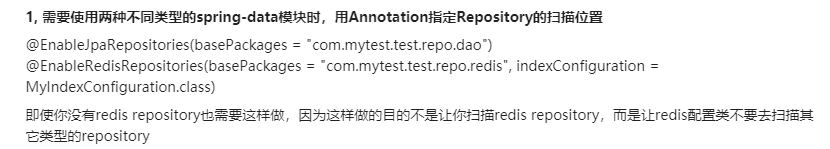 1, 需要使用两种不同类型的spring-data模块时，用Annotation指定Repository的扫描位置
@EnableJpaRepositories(basePackages = "com.mytest.test.repo.dao")
@EnableRedisRepositories(basePackages = "com.mytest.test.repo.redis", indexConfiguration =
MyIndexConfiguration.class)
即使你没有redis repository也需要这样做，因为这样做的目的不是让你扫描redis repository，而是让redis配置类不要去扫描其
它类型的repository